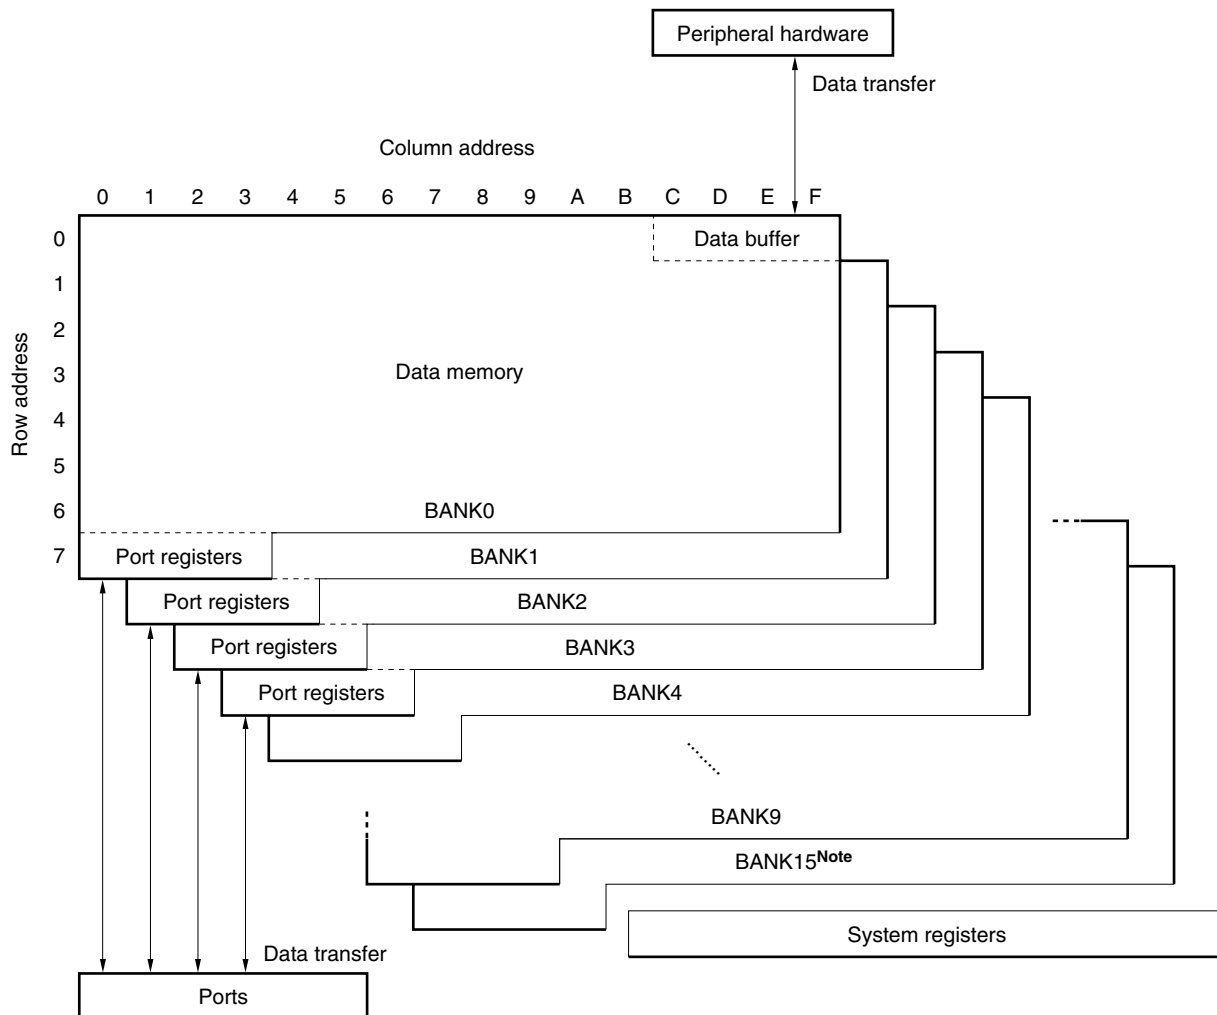 Peripheral hardware
Data transfer
Column address
0 1 2 3 4 5 6 7 8 9 A B C D E F
0 Data buffer
1
2
Row address
3 Data memory
4
5
6 BANK0
7 Port registers BANK1
Port registers BANK2
Port registers BANK3
Port registers BANK4
BANK9
BANK15Note
System registers
Data transfer
Ports